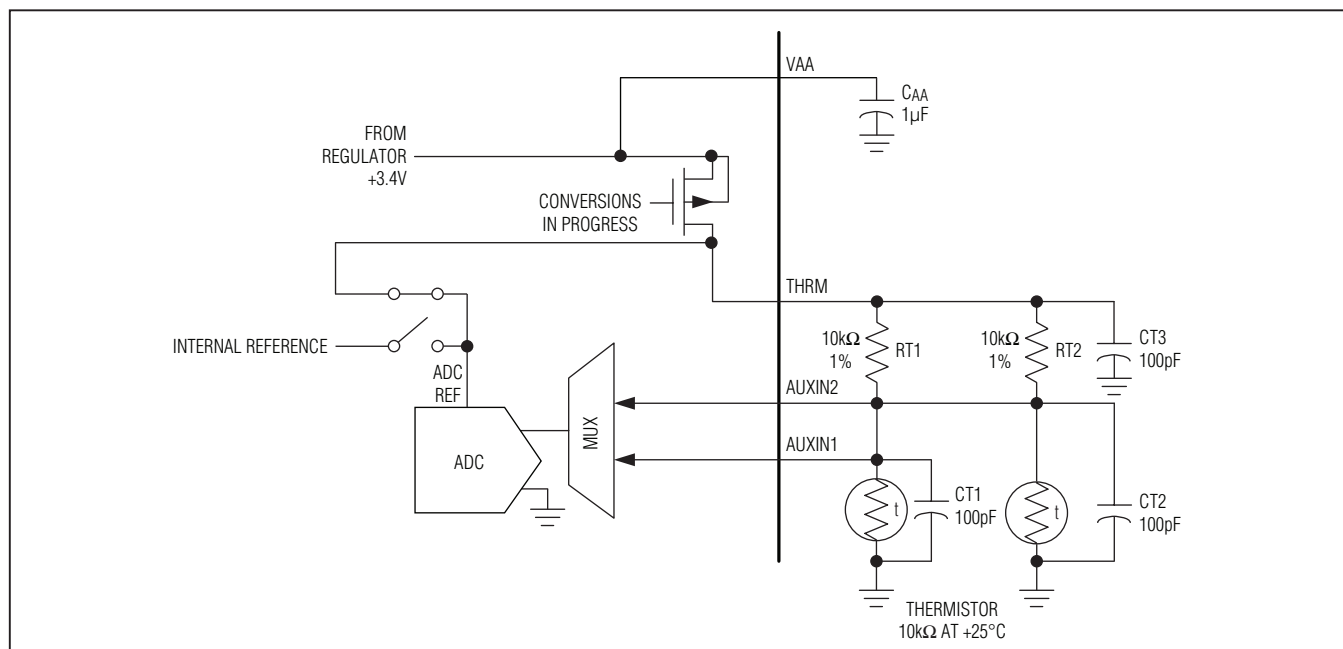 VAA
CAA
1µF
FROM
REGULATOR
+3.4V
CONVERSIONS
IN PROGRESS
THRM
10kΩ
1%
RT1
10kΩ
1%
RT2
CT3
100pF
INTERNAL REFERENCE
ADC
REF
AUXIN2
MUX
AUXIN1
ADC
t
CT1
100pF
t
CT2
100pF
THERMISTOR
10kΩ AT +25°C